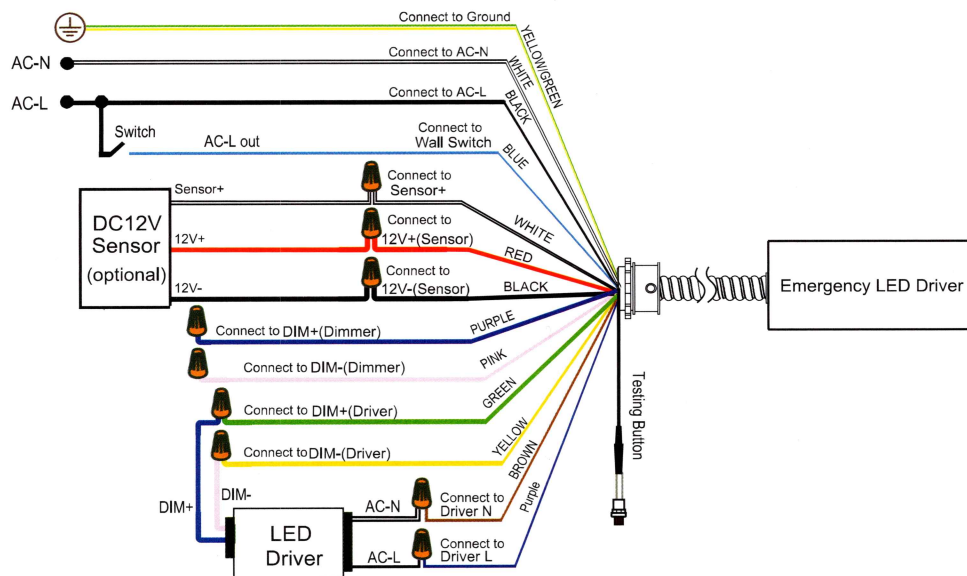 Connect to Ground
YELLOW/GREEN
AC-N
Connect to AC-N
WHITE
AC-L
Connect to AC-L
BLACK
Switch
AC-L out
Connect to
Wall Switch
BLUE
DC12V
Sensor
(optional)
Sensor+
Connect to
Sensor+
WHITE
12V+
Connect to
12V+(Sensor)
RED
12V-
Connect to
12V-(Sensor)
BLACK
Emergency LED Driver
Connect to DIM+(Dimmer)
PURPLE
Connect to DIM-(Dimmer)
PINK
Connect to DIM+(Driver)
GREEN
Connect to DIM-(Driver)
YELLOW
BROWN
Purple
Testing Button
DIM+
DIM-
LED
Driver
AC-N
Connect to
Driver N
AC-L
Connect to
Driver L